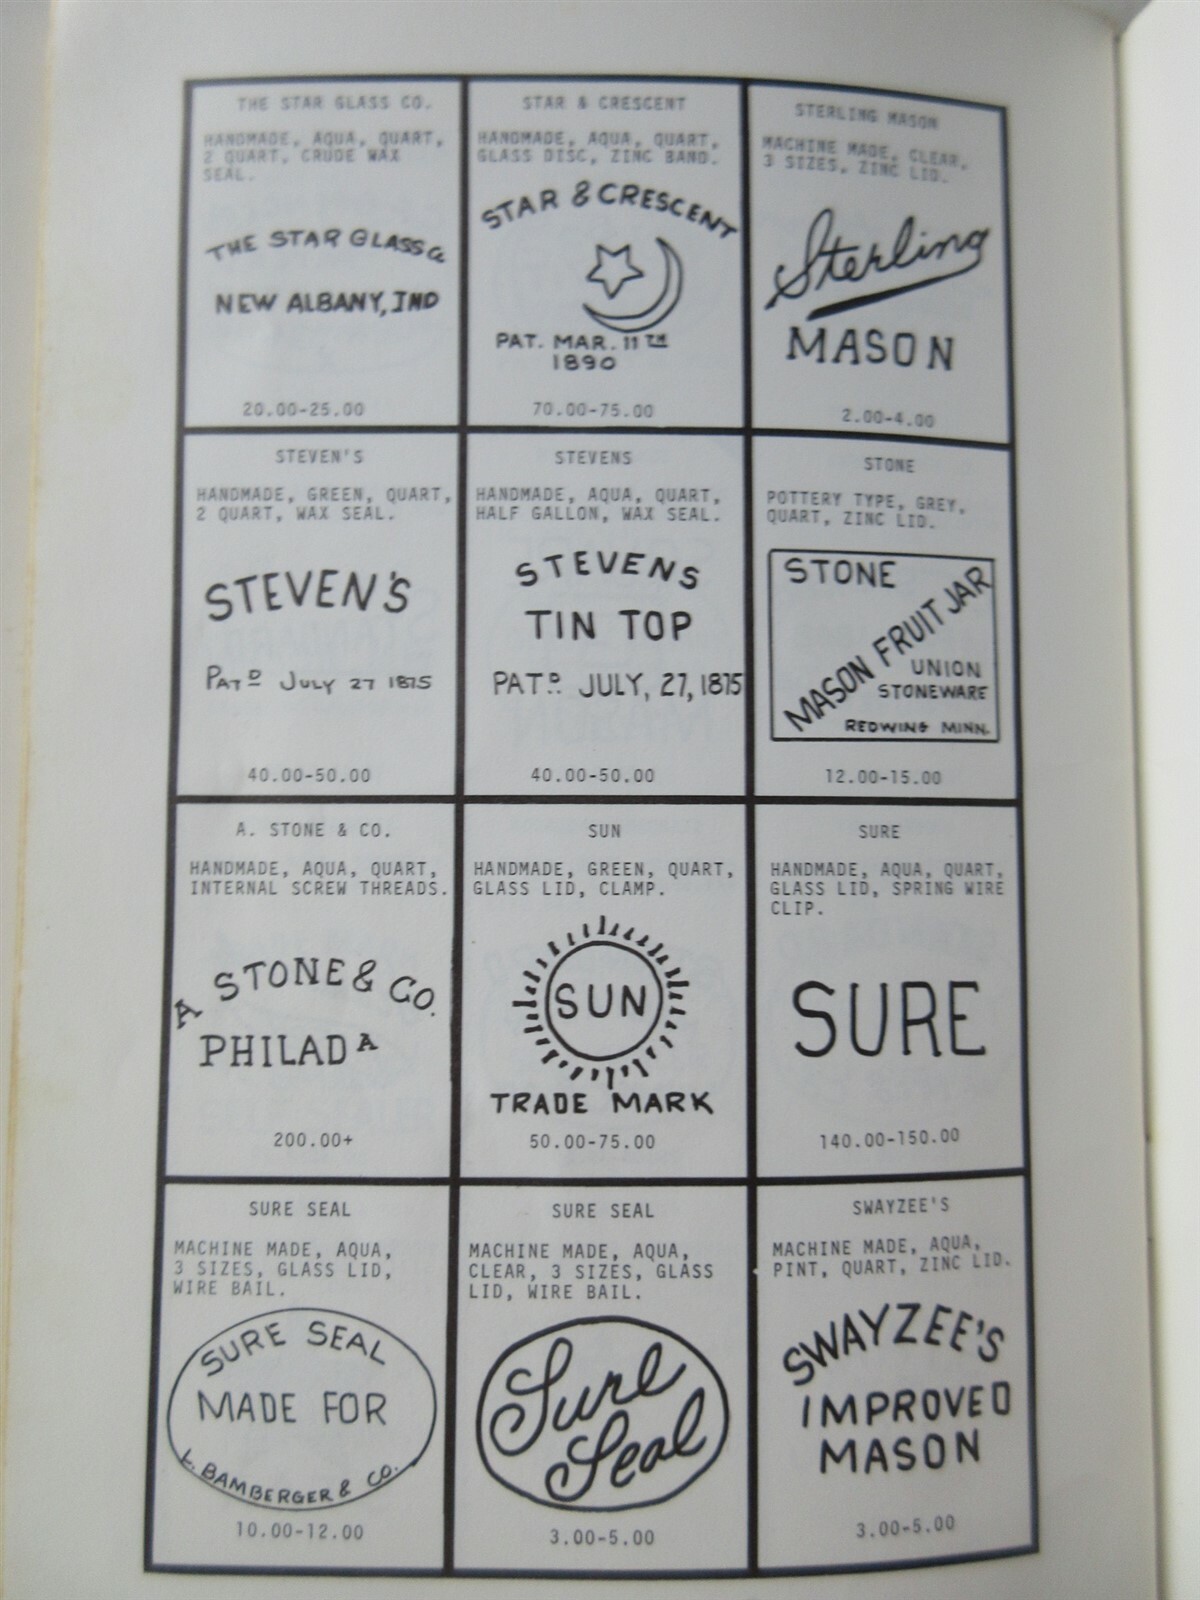 THE STAR GLASS CO.
HANDMADE, AQUA, QUART,
2 QUART, CRUDE WAX
SEAL.
THE STAR GLASS Co
NEW ALBANY, IND
20.00-25.00
STAR & CRESCENT
HANDMADE, AQUA, QUART,
GLASS DISC, ZINC BAND.
STAR & CRESCENT
PAT. MAR. 11TH
1890
70.00-75.00
STERLING MASON
MACHINE MADE, CLEAR,
3 SIZES, ZINC LID.
Sterling
MASON
2.00-4.00
STEVEN'S
HANDMADE, GREEN, QUART,
2 QUART, WAX SEAL.
STEVEN'S
PATD JULY 27 1875
40.00-50.00
STEVENS
HANDMADE, AQUA, QUART,
HALF GALLON, WAX SEAL.
STEVENS
TIN TOP
PATD. JULY, 27, 1875
40.00-50.00
STONE
POTTERY TYPE, GREY,
QUART, ZINC LID.
STONE
MASON FRUIT JAR
UNION
STONEWARE
REDWING MINN.
12.00-15.00
A. STONE & CO.
HANDMADE, AQUA, QUART,
INTERNAL SCREW THREADS.
A STONE & CO.
PHILADA
200.00+
SUN
HANDMADE, GREEN, QUART,
GLASS LID, CLAMP.
SUN
TRADE MARK
50.00-75.00
SURE
HANDMADE, AQUA, QUART,
GLASS LID, SPRING WIRE
CLIP.
SURE
140.00-150.00
SURE SEAL
MACHINE MADE, AQUA,
3 SIZES, GLASS LID,
WIRE BAIL.
SURE SEAL
MADE FOR
L. BAMBERGER & CO.
10.00-12.00
SURE SEAL
MACHINE MADE, AQUA,
CLEAR, 3 SIZES, GLASS
LID, WIRE BAIL.
Sure
Seal
3.00-5.00
SWAYZEE'S
MACHINE MADE, AQUA,
PINT, QUART, ZINC LID.
SWAYZEE'S
IMPROVED
MASON
3.00-5.00